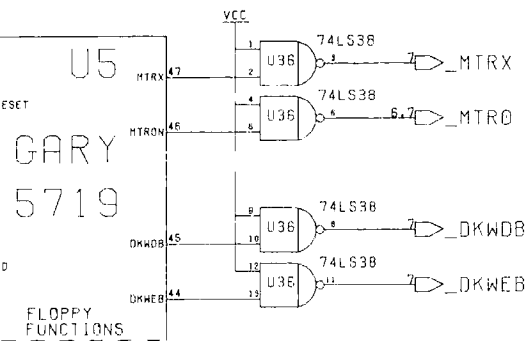 VCC
74LS38
1
U5
U36
3
7
_MTRX
MTRX
47
2
74LS38
ESET
4
U36
6
6,7
_MTR0
MTRON
46
5
GARY
5719
74LS38
9
U36
8
7
_DKWDB
DKWDB
45
10
74LS38
12
D
U36
11
7
_DKWEB
DKWEB
44
13
FLOPPY
FUNCTIONS